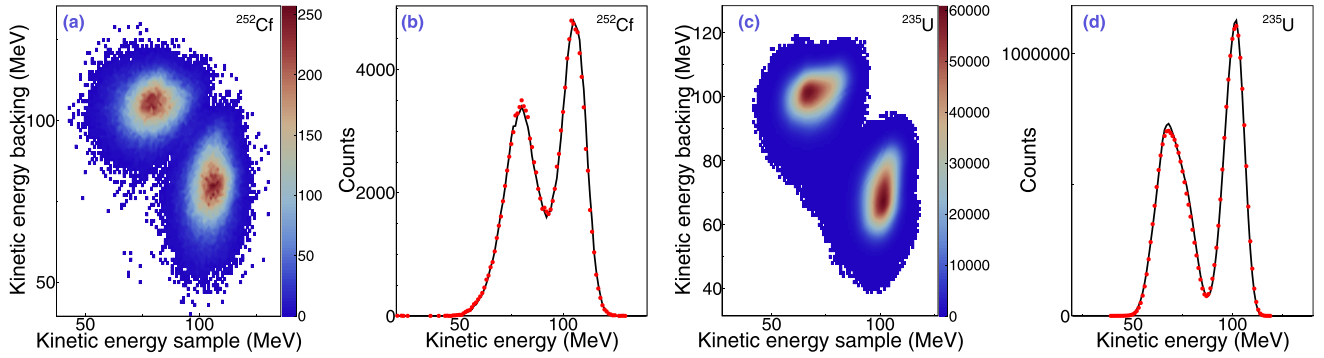 (a) ²⁵²Cf
Kinetic energy backing (MeV)
100
50
50 100
Kinetic energy sample (MeV)
250
200
150
100
50
0
(b) ²⁵²Cf
Counts
4000
2000
0
50 100
Kinetic energy (MeV)
(c) ²³⁵U
Kinetic energy backing (MeV)
120
100
80
60
40
50 100
Kinetic energy sample (MeV)
60000
50000
40000
30000
20000
10000
0
(d) ²³⁵U
Counts
1000000
0
50 100
Kinetic energy (MeV)